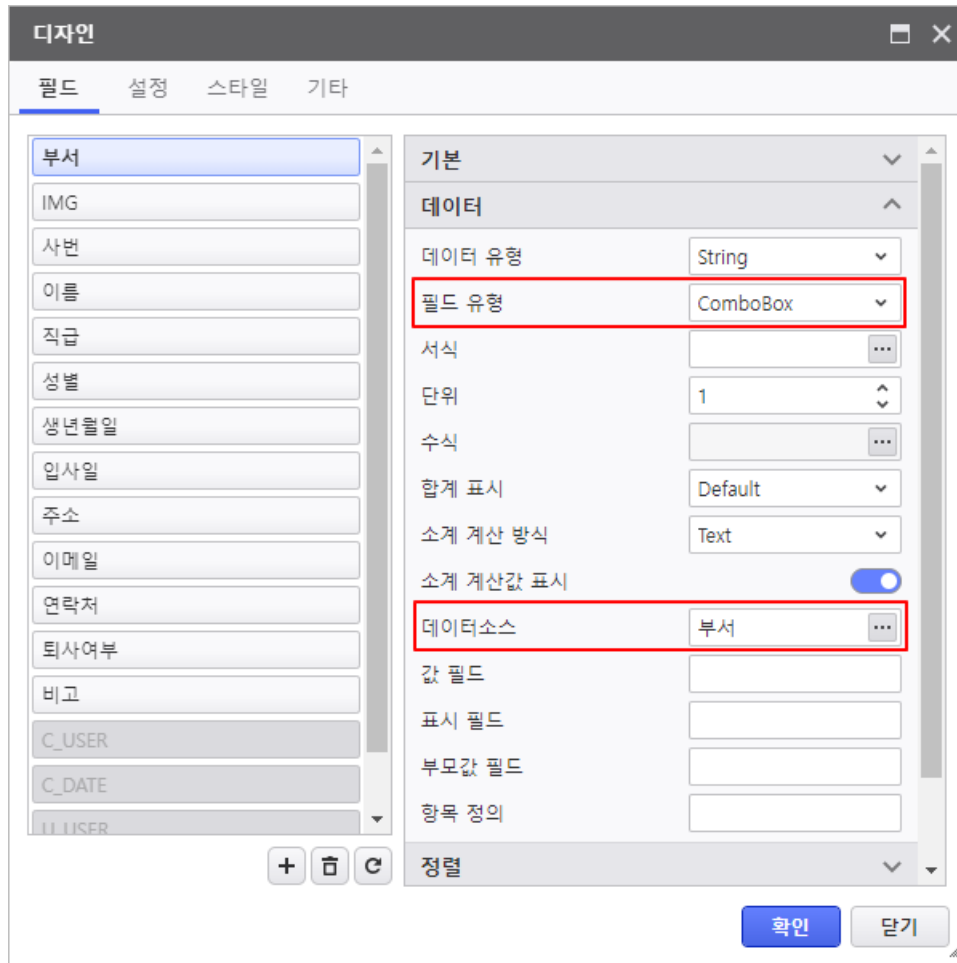 디자인
필드 설정 스타일 기타
부서
IMG
사번
이름
직급
성별
생년월일
입사일
주소
이메일
연락처
퇴사여부
비고
C_USER
C_DATE
U_USER
기본
데이터
데이터 유형 String
필드 유형 ComboBox
서식
단위 1
수식
합계 표시 Default
소계 계산 방식 Text
소계 계산값 표시
데이터소스 부서
값 필드
표시 필드
부모값 필드
항목 정의
정렬
확인 닫기